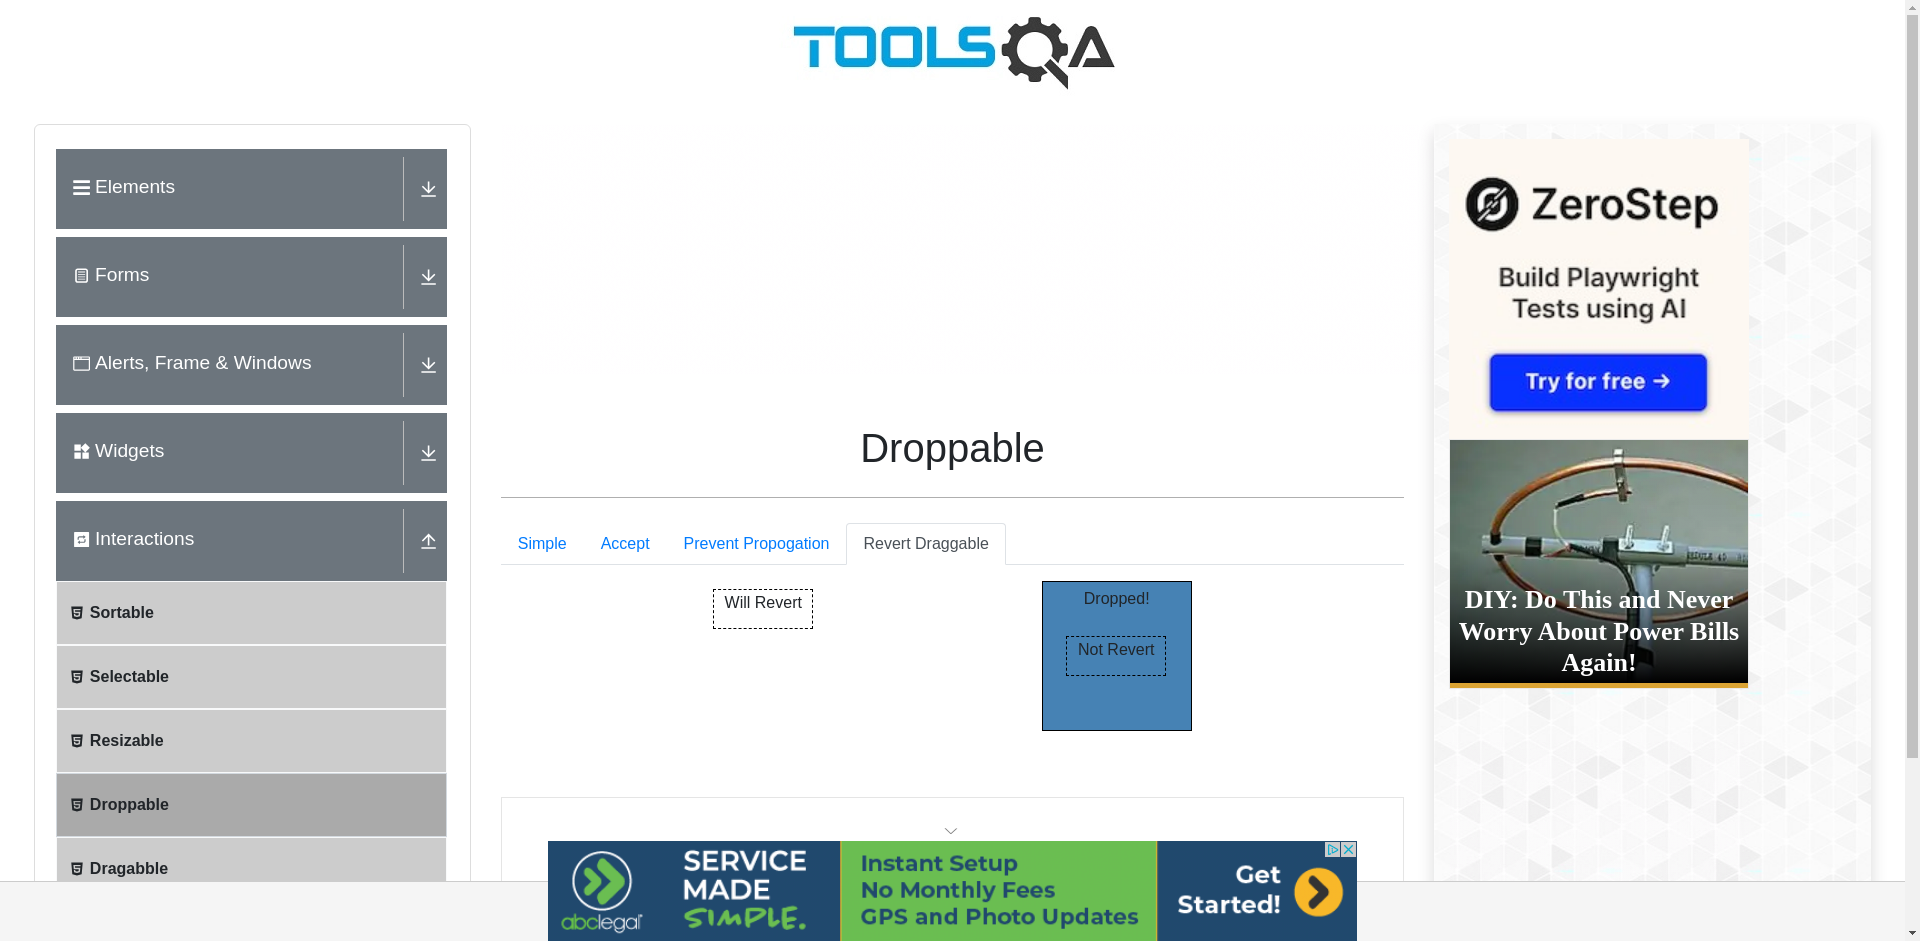 TOOLSQA
Elements
Forms
Alerts, Frame & Windows
Widgets
Interactions
Sortable
Selectable
Resizable
Droppable
Dragabble
Droppable
Simple
Accept
Prevent Propogation
Revert Draggable
Will Revert
Dropped!
Not Revert
ZeroStep
Build Playwright
Tests using AI
Try for free →
DIY: Do This and Never
Worry About Power Bills
Again!
abclegal
SERVICE
MADE
SIMPLE.
Instant Setup
No Monthly Fees
GPS and Photo Updates
Get
Started!